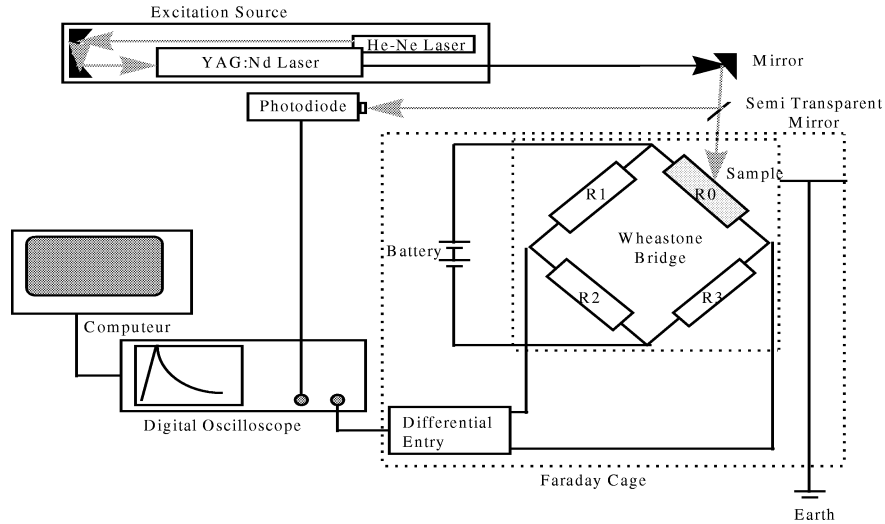 Excitation Source
He-Ne Laser
YAG:Nd Laser
Mirror
Photodiode
Semi Transparent
Mirror
Sample
R1
R0
Wheastone
Bridge
Battery
R2
R3
Computeur
Digital Oscilloscope
Differential
Entry
Faraday Cage
Earth